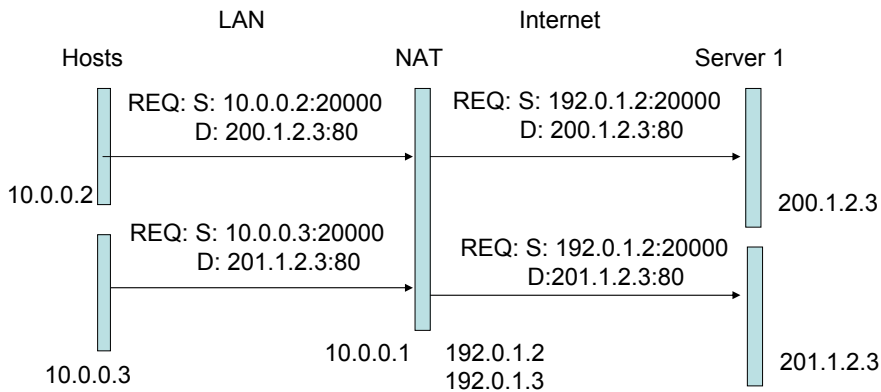 LAN
Internet
Hosts
NAT
Server 1
REQ: S: 10.0.0.2:20000
D: 200.1.2.3:80
REQ: S: 192.0.1.2:20000
D: 200.1.2.3:80
10.0.0.2
200.1.2.3
REQ: S: 10.0.0.3:20000
D: 201.1.2.3:80
REQ: S: 192.0.1.2:20000
D:201.1.2.3:80
10.0.0.3
10.0.0.1
192.0.1.2
192.0.1.3
201.1.2.3